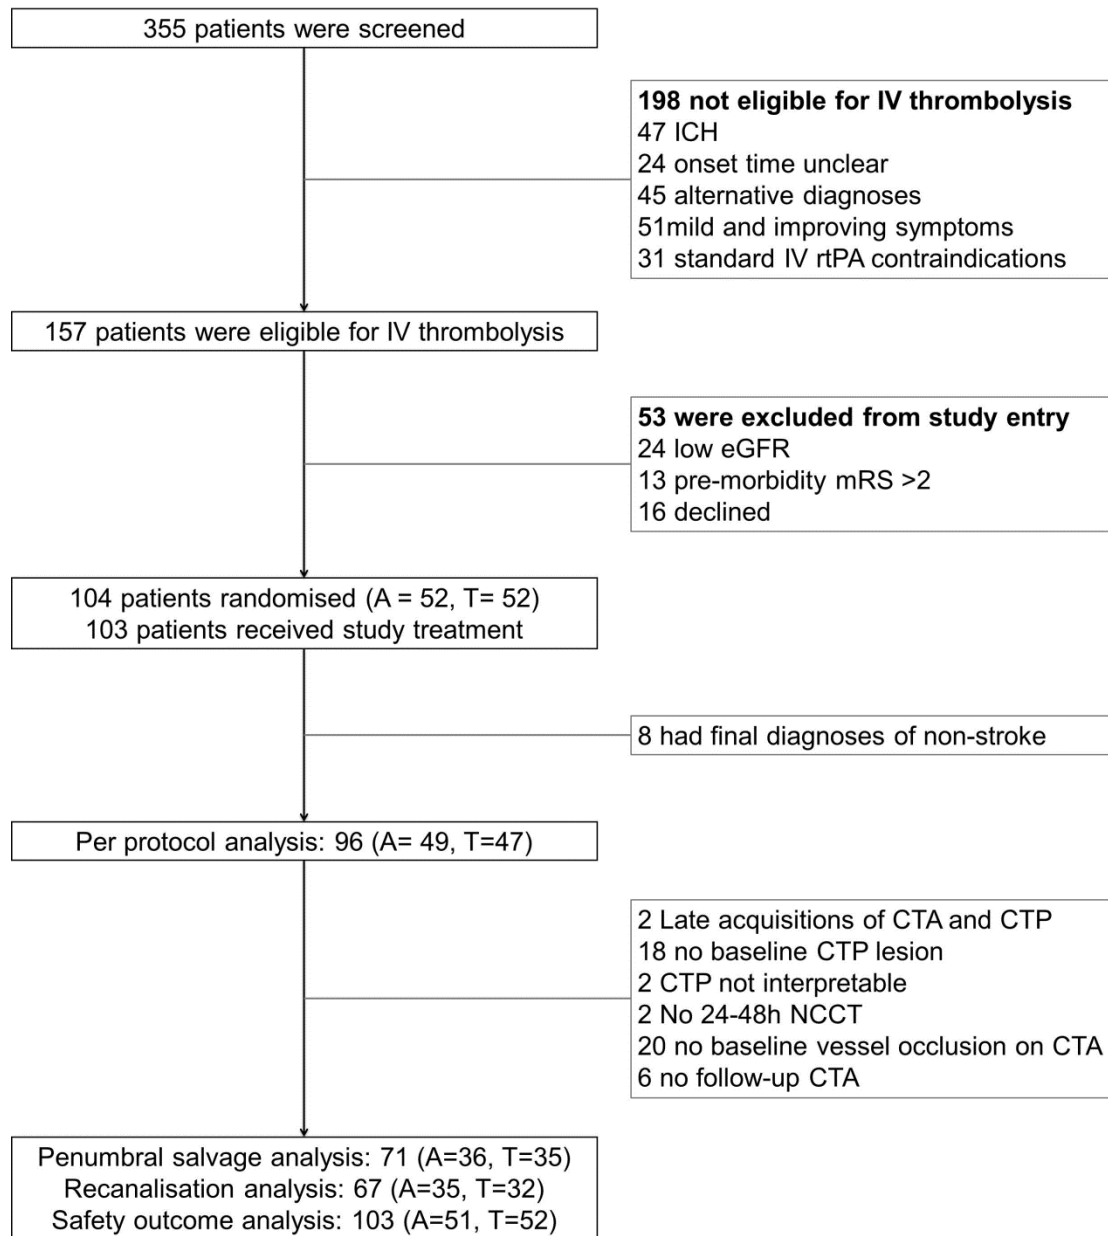 355 patients were screened
198 not eligible for IV thrombolysis
47 ICH
24 onset time unclear
45 alternative diagnoses
51mild and improving symptoms
31 standard IV rtPA contraindications
157 patients were eligible for IV thrombolysis
53 were excluded from study entry
24 low eGFR
13 pre-morbidity mRS >2
16 declined
104 patients randomised (A = 52, T= 52)
103 patients received study treatment
8 had final diagnoses of non-stroke
Per protocol analysis: 96 (A= 49, T=47)
2 Late acquisitions of CTA and CTP
18 no baseline CTP lesion
2 CTP not interpretable
2 No 24-48h NCCT
20 no baseline vessel occlusion on CTA
6 no follow-up CTA
Penumbral salvage analysis: 71 (A=36, T=35)
Recanalisation analysis: 67 (A=35, T=32)
Safety outcome analysis: 103 (A=51, T=52)